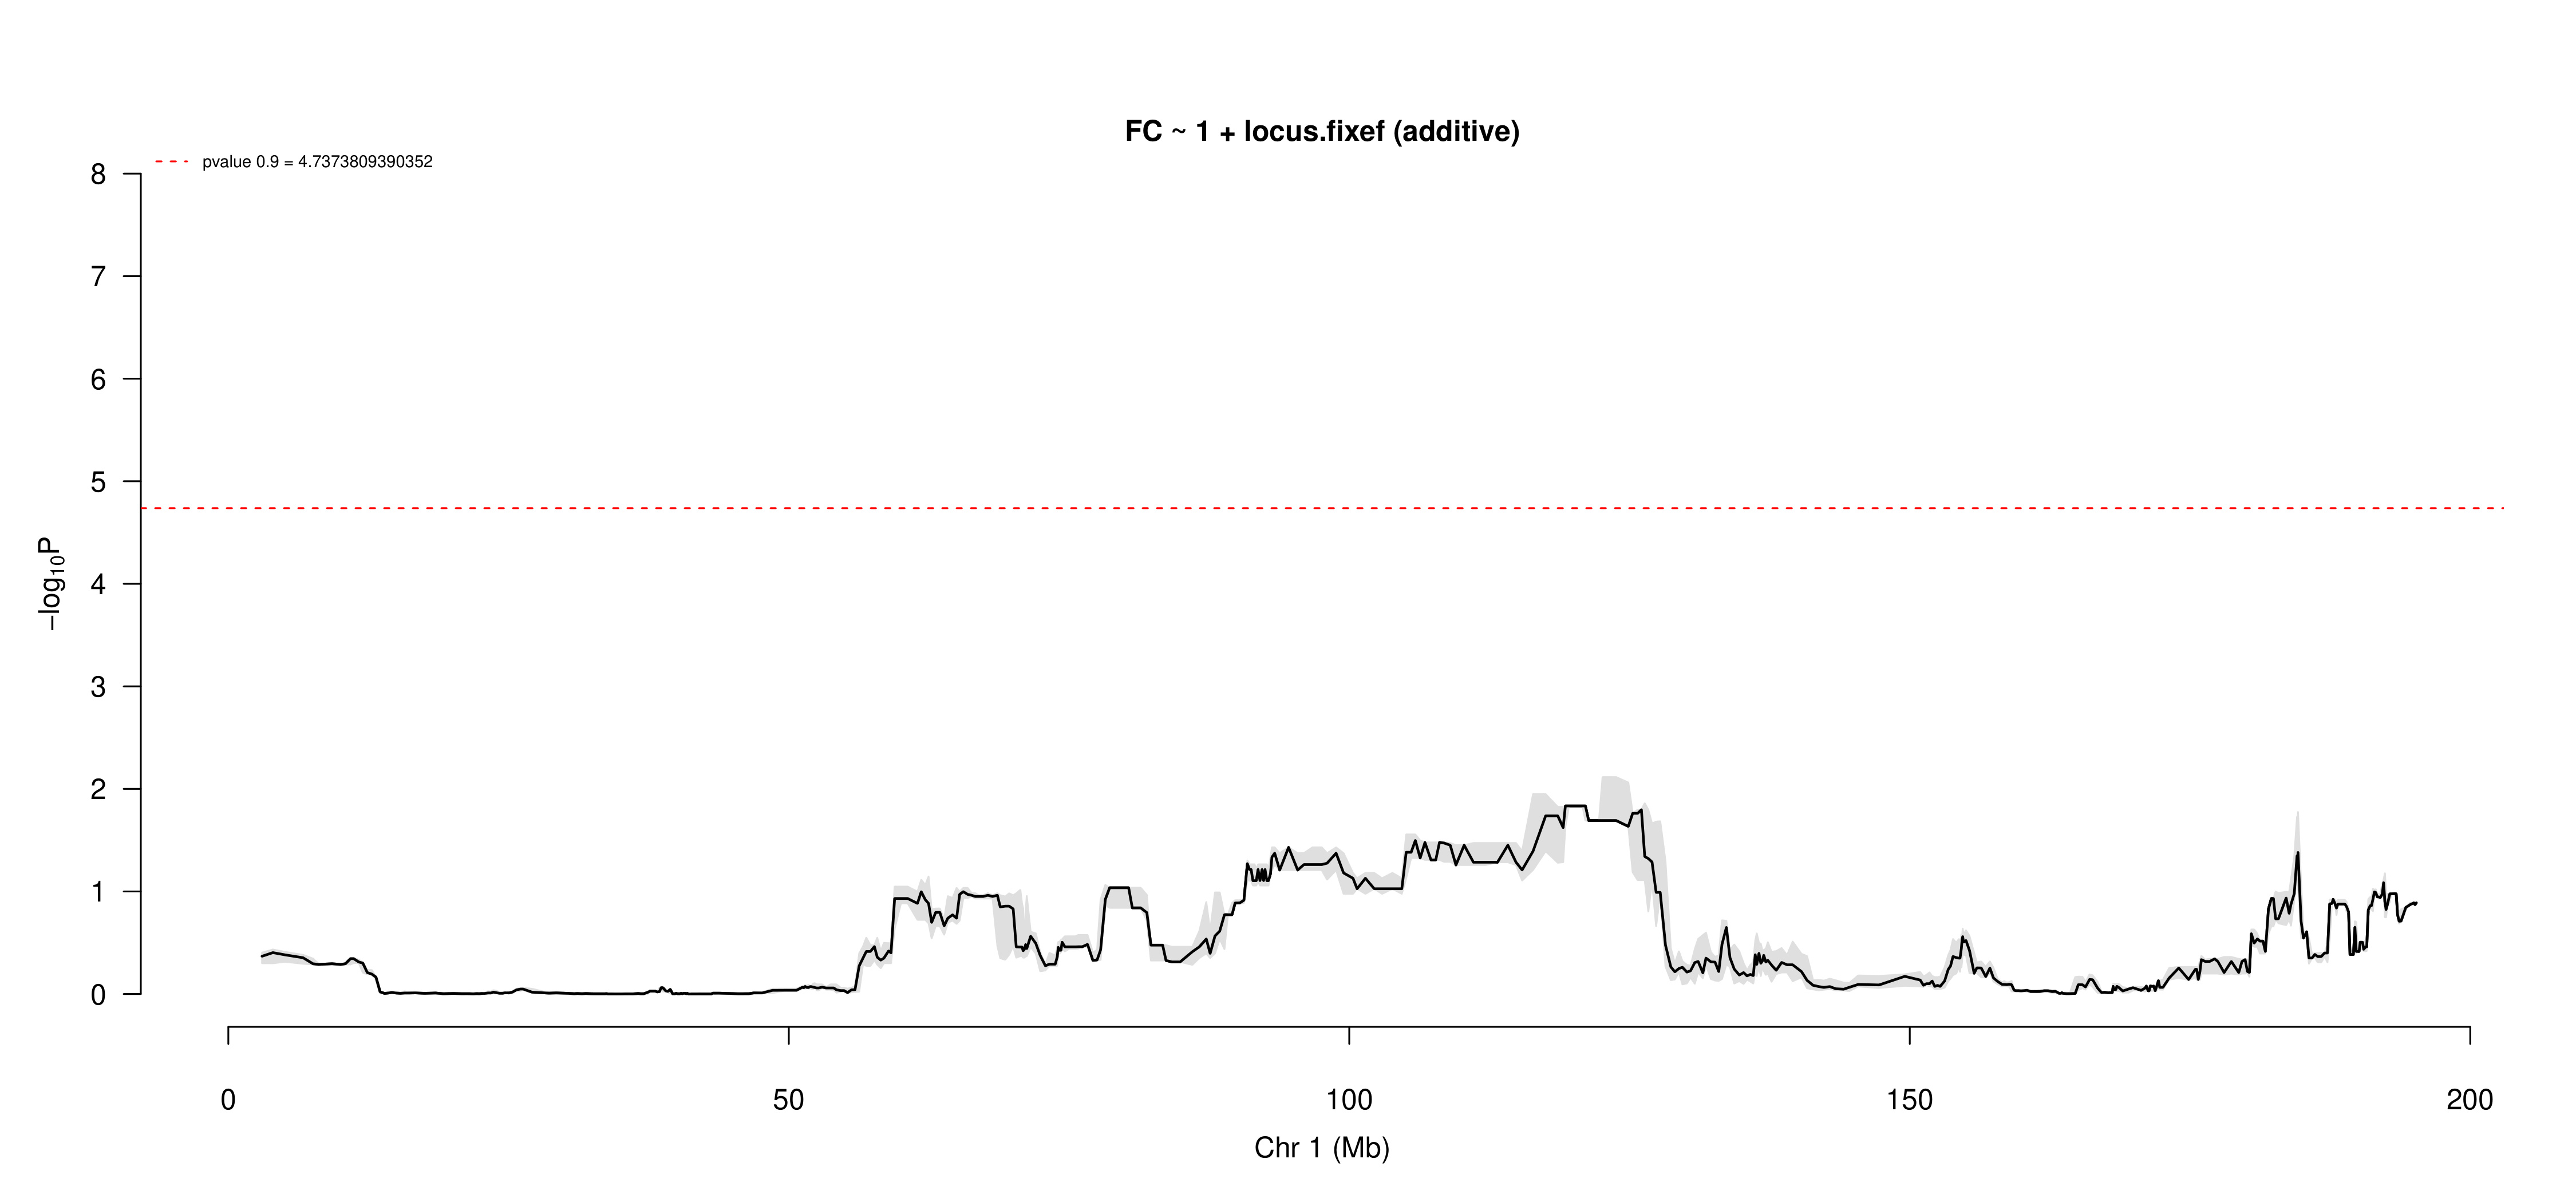 FC ~ 1 + locus.fixef (additive)
pvalue 0.9 = 4.7373809390352
8
7
6
5
4
3
2
1
0
−log10P
0 50 100 150 200
Chr 1 (Mb)